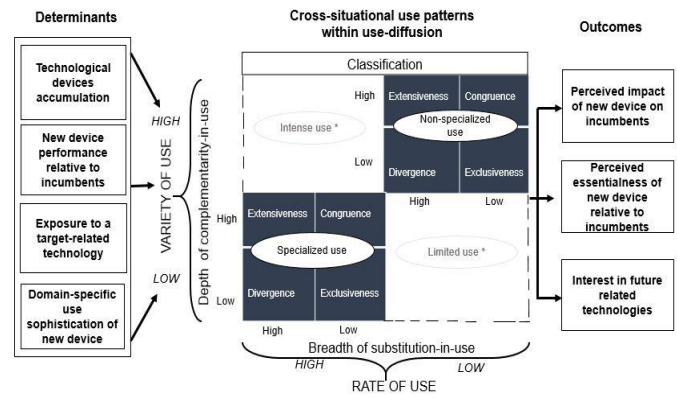 Determinants
Technological
devices
accumulation
New device
performance
relative to
incumbents
Exposure to a
target-related
technology
Domain-specific
use
sophistication of
new device
HIGH
VARIETY OF USE
LOW
Depth of complementarity-in-use
Cross-situational use patterns
within use-diffusion
Classification
Intense use *
High
Low
Extensiveness
Congruence
Non-specialized
use
Divergence
Exclusiveness
High
Low
High
Low
Extensiveness
Congruence
Specialized use
Divergence
Exclusiveness
High
Low
Limited use *
Breadth of substitution-in-use
HIGH
LOW
RATE OF USE
Outcomes
Perceived impact
of new device on
incumbents
Perceived
essentialness of
new device
relative to
incumbents
Interest in future
related
technologies